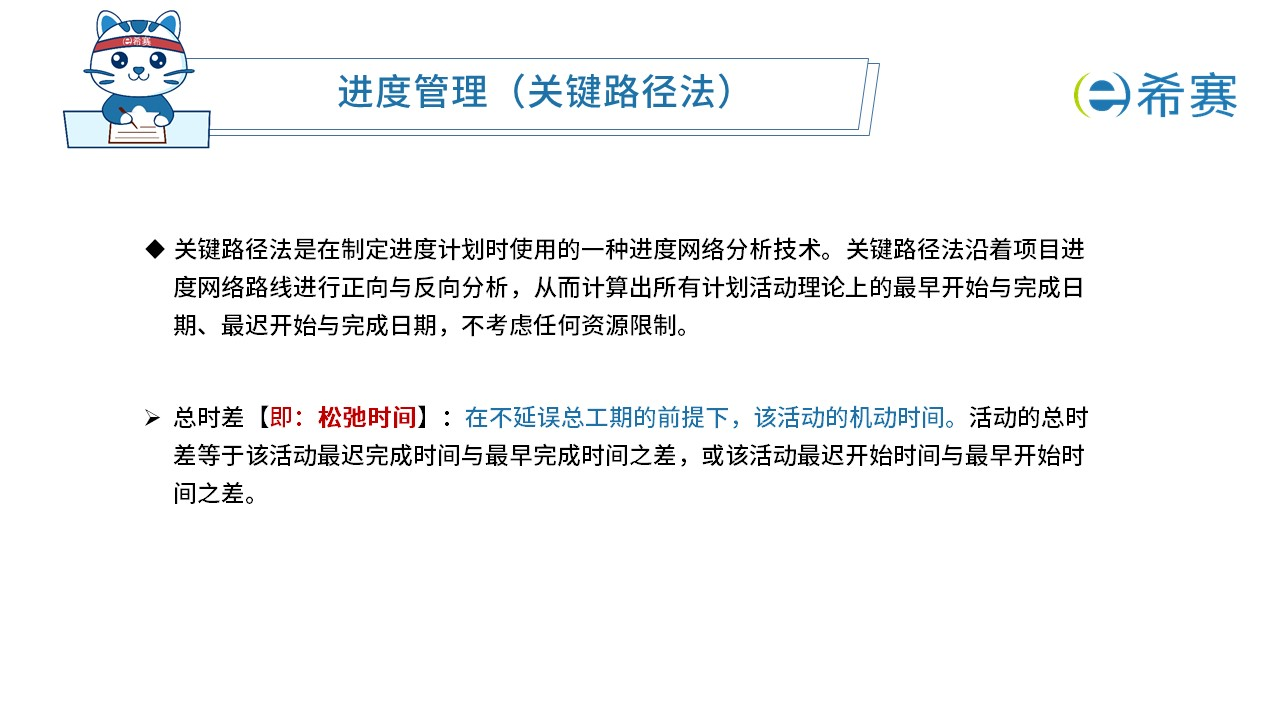 希赛
进度管理（关键路径法）
希赛
◆ 关键路径法是在制定进度计划时使用的一种进度网络分析技术。关键路径法沿着项目进
度网络路线进行正向与反向分析，从而计算出所有计划活动理论上的最早开始与完成日
期、最迟开始与完成日期，不考虑任何资源限制。
➢ 总时差【即：松弛时间】：在不延误总工期的前提下，该活动的机动时间。活动的总时
差等于该活动最迟完成时间与最早完成时间之差，或该活动最迟开始时间与最早开始时
间之差。